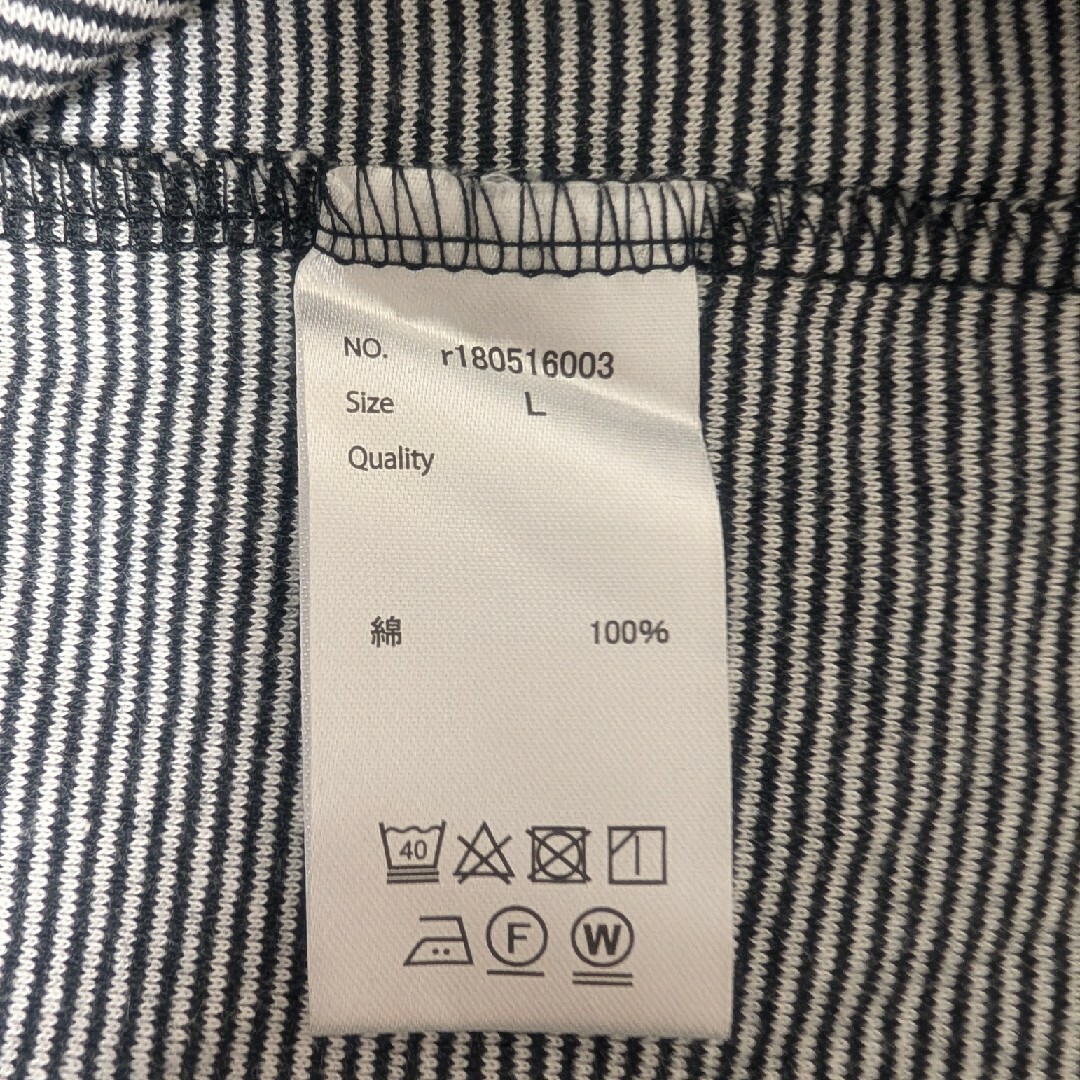 NO. r180516003
Size L
Quality
綿 100%
40
F W